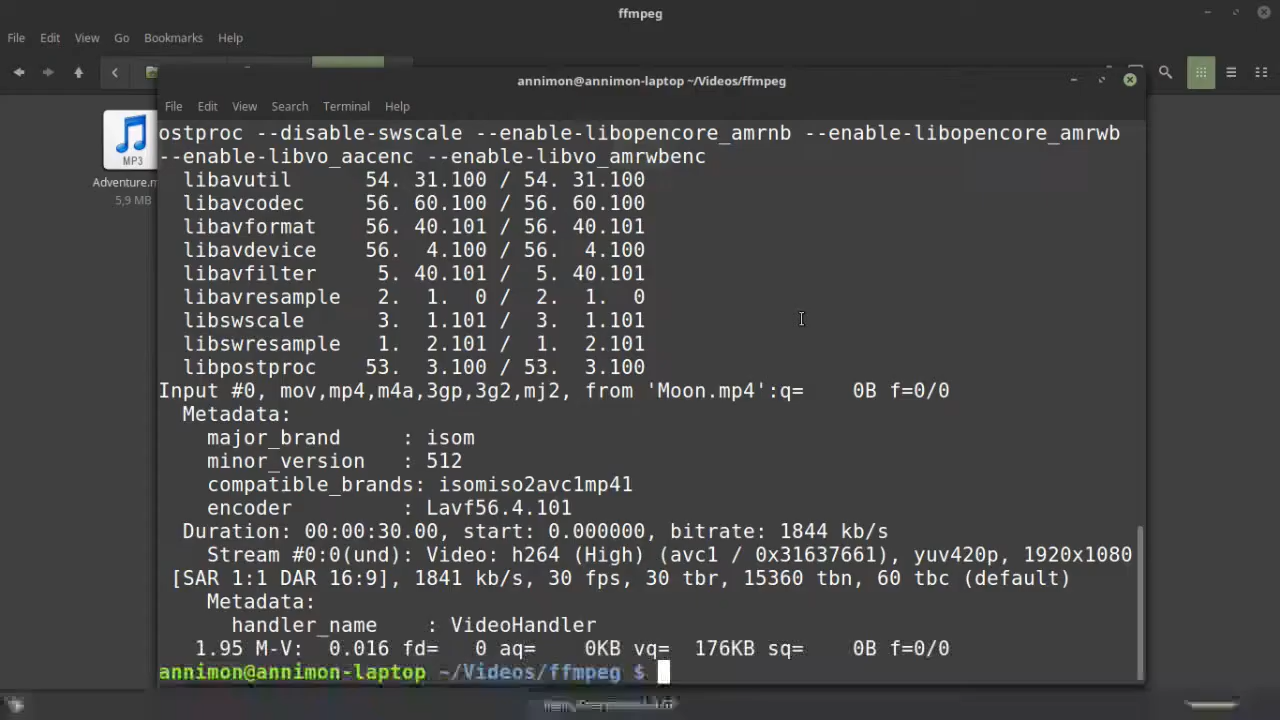 ffmpeg
File Edit View Go Bookmarks Help
annimon@annimon-laptop ~/Videos/ffmpeg
File Edit View Search Terminal Help
MP3
Adventure.m
5,9 MB
ostproc --disable-swscale --enable-libopencore_amrnb --enable-libopencore_amrwb
--enable-libvo_aacenc --enable-libvo_amrwbenc
libavutil 54. 31.100 / 54. 31.100
libavcodec 56. 60.100 / 56. 60.100
libavformat 56. 40.101 / 56. 40.101
libavdevice 56. 4.100 / 56. 4.100
libavfilter 5. 40.101 / 5. 40.101
libavresample 2. 1. 0 / 2. 1. 0
libswscale 3. 1.101 / 3. 1.101
libswresample 1. 2.101 / 1. 2.101
libpostproc 53. 3.100 / 53. 3.100
Input #0, mov,mp4,m4a,3gp,3g2,mj2, from 'Moon.mp4':q= 0B f=0/0
Metadata:
major_brand : isom
minor_version : 512
compatible_brands: isomiso2avc1mp41
encoder : Lavf56.4.101
Duration: 00:00:30.00, start: 0.000000, bitrate: 1844 kb/s
Stream #0:0(und): Video: h264 (High) (avc1 / 0x31637661), yuv420p, 1920x1080
[SAR 1:1 DAR 16:9], 1841 kb/s, 30 fps, 30 tbr, 15360 tbn, 60 tbc (default)
Metadata:
handler_name : VideoHandler
1.95 M-V: 0.016 fd= 0 aq= 0KB vq= 176KB sq= 0B f=0/0
annimon@annimon-laptop ~/Videos/ffmpeg $